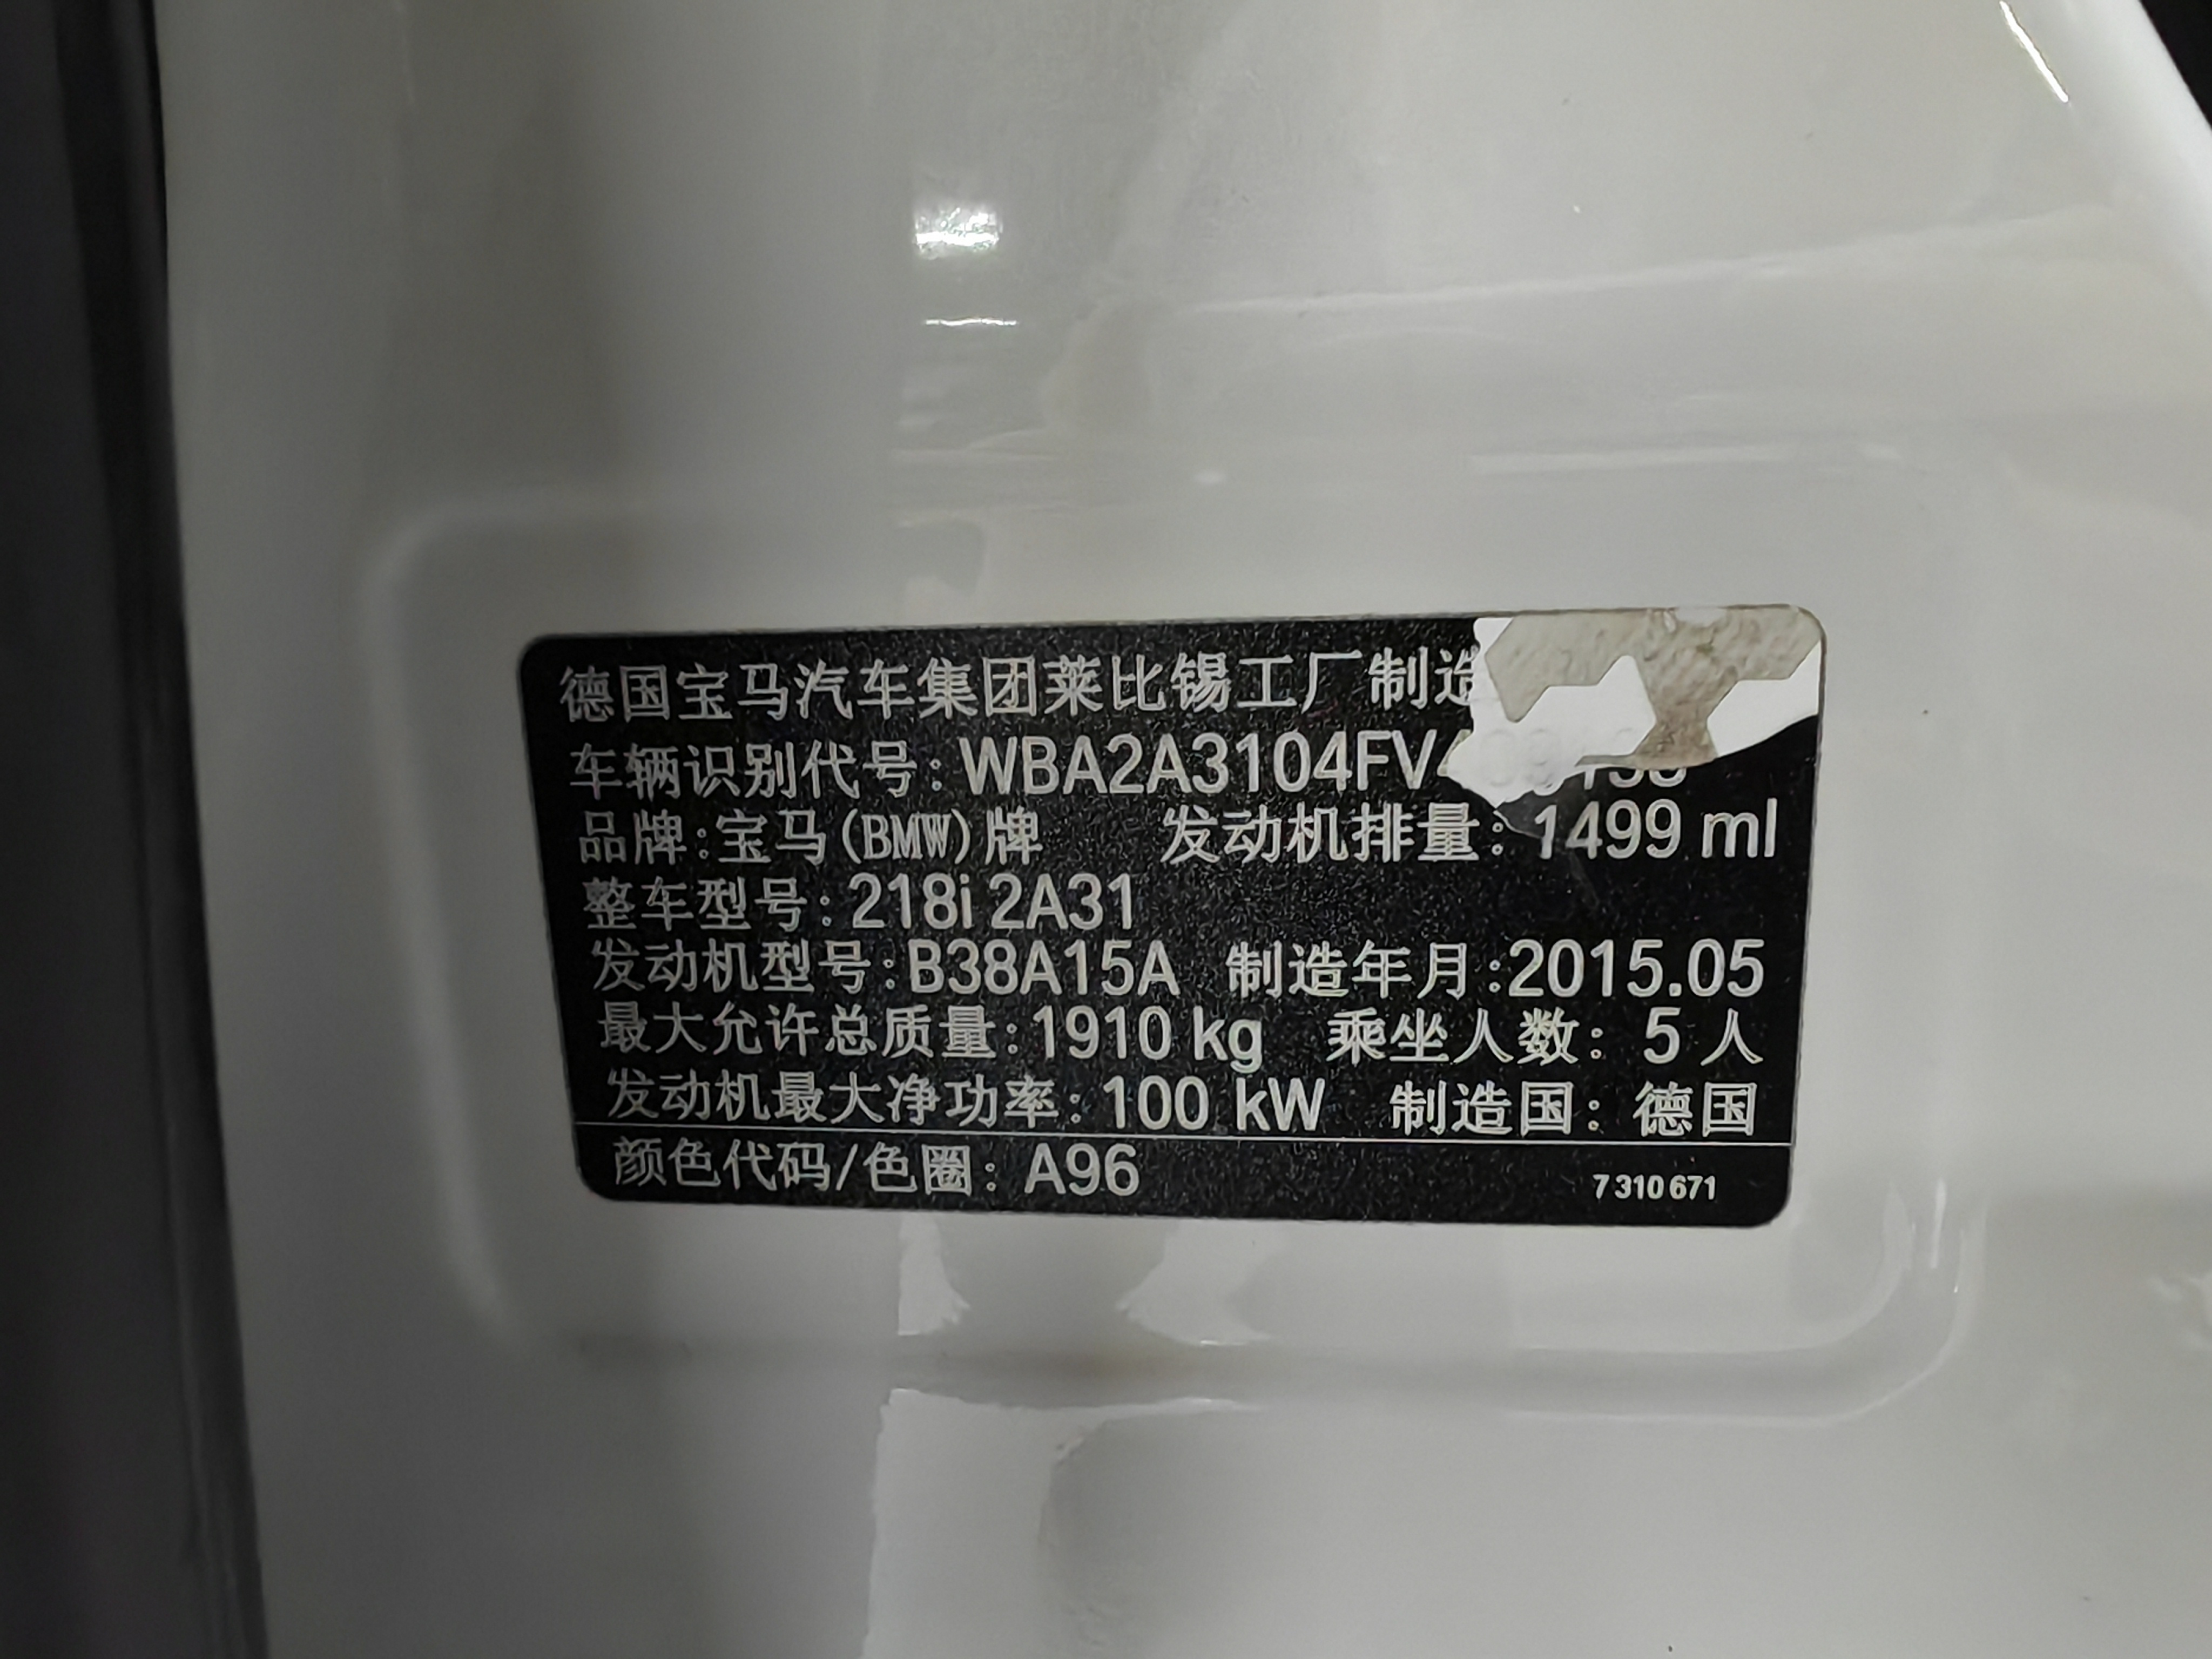 德国宝马汽车集团莱比锡工厂制造
车辆识别代号: WBA2A3104FV
品牌:宝马(BMW)牌 发动机排量: 1499 ml
整车型号: 218i 2A31
发动机型号: B38A15A 制造年月:2015.05
最大允许总质量: 1910 kg 乘坐人数: 5 人
发动机最大净功率: 100 kW 制造国: 德国
颜色代码/色圈: A96 7 310 671